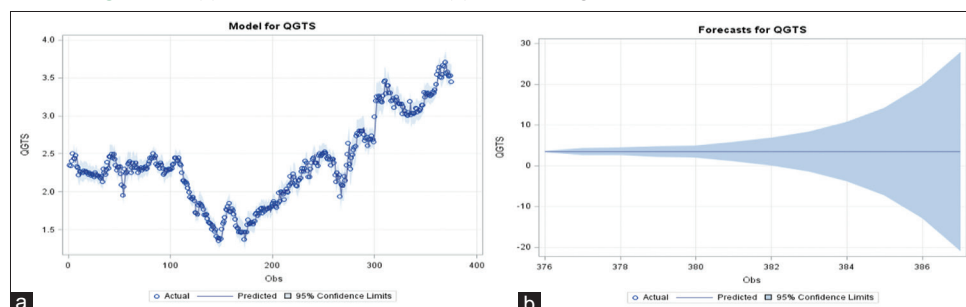 Model for QGTS
4.0
3.5
3.0
2.5
2.0
1.5
QGTS
0 100 200 300 400
Obs
Actual Predicted 95% Confidence Limits
a
Forecasts for QGTS
30
20
10
0
-10
-20
QGTS
376 378 380 382 384 386
Obs
Actual Predicted 95% Confidence Limits
b